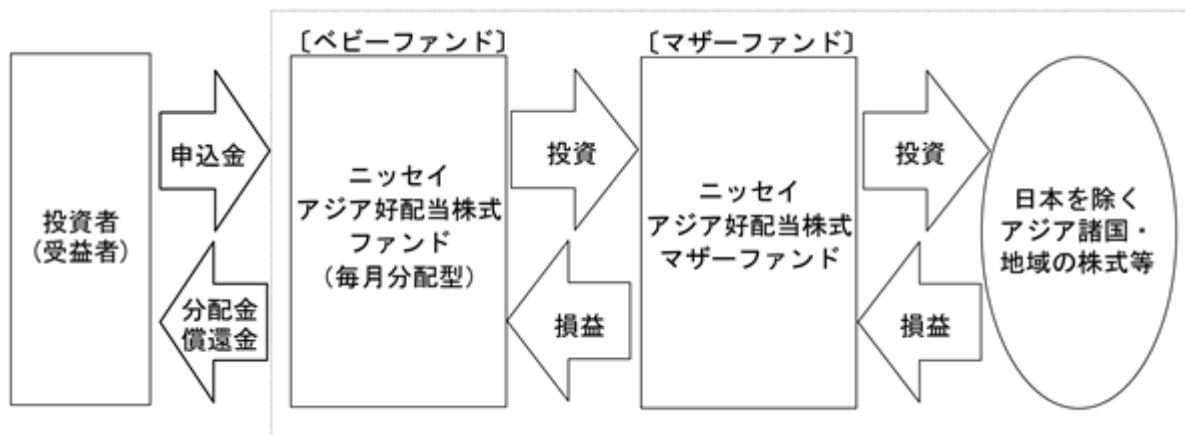 〔ベビーファンド〕
〔マザーファンド〕
投資者
（受益者）
申込金
分配金
償還金
ニッセイ
アジア好配当株式
ファンド
（毎月分配型）
投資
損益
ニッセイ
アジア好配当株式
マザーファンド
投資
損益
日本を除く
アジア諸国・
地域の株式等